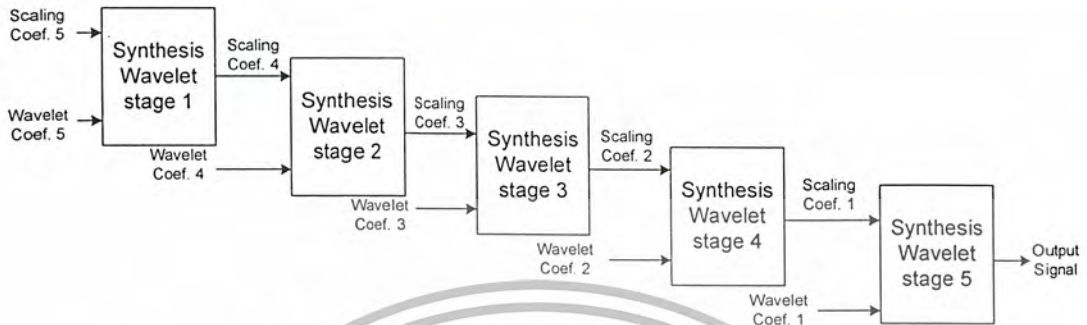 Scaling
Coef. 5
Wavelet
Coef. 5
Synthesis
Wavelet
stage 1
Scaling
Coef. 4
Wavelet
Coef. 4
Synthesis
Wavelet
stage 2
Scaling
Coef. 3
Wavelet
Coef. 3
Synthesis
Wavelet
stage 3
Scaling
Coef. 2
Wavelet
Coef. 2
Synthesis
Wavelet
stage 4
Scaling
Coef. 1
Wavelet
Coef. 1
Synthesis
Wavelet
stage 5
Output
Signal